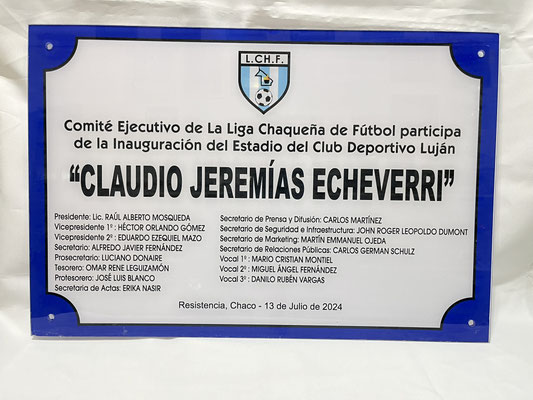 L.CH.F.
Comité Ejecutivo de La Liga Chaqueña de Fútbol participa
de la Inauguración del Estadio del Club Deportivo Luján
“CLAUDIO JEREMÍAS ECHEVERRI”
Presidente: Lic. RAÚL ALBERTO MOSQUEDA
Vicepresidente 1º: HÉCTOR ORLANDO GÓMEZ
Vicepresidente 2º: EDUARDO EZEQUIEL MAZO
Secretario: ALFREDO JAVIER FERNÁNDEZ
Prosecretario: LUCIANO DONAIRE
Tesorero: OMAR RENE LEGUIZAMÓN
Protesorero: JOSÉ LUIS BLANCO
Secretaria de Actas: ERIKA NASIR
Secretario de Prensa y Difusión: CARLOS MARTÍNEZ
Secretario de Seguridad e Infraestructura: JOHN ROGER LEOPOLDO DUMONT
Secretario de Marketing: MARTÍN EMMANUEL OJEDA
Secretario de Relaciones Públicas: CARLOS GERMAN SCHULZ
Vocal 1º: MARIO CRISTIAN MONTIEL
Vocal 2º: MIGUEL ÁNGEL FERNÁNDEZ
Vocal 3º: DANILO RUBÉN VARGAS
Resistencia, Chaco - 13 de Julio de 2024